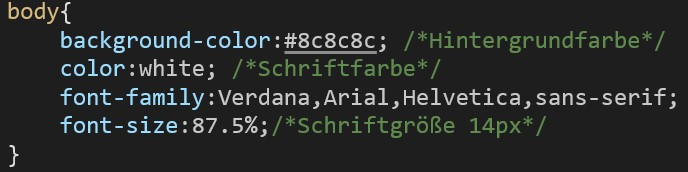 body{
    background-color:#8c8c8c; /*Hintergrundfarbe*/
    color:white; /*Schriftfarbe*/
    font-family:Verdana,Arial,Helvetica,sans-serif;
    font-size:87.5%;/*Schriftgröße 14px*/
}